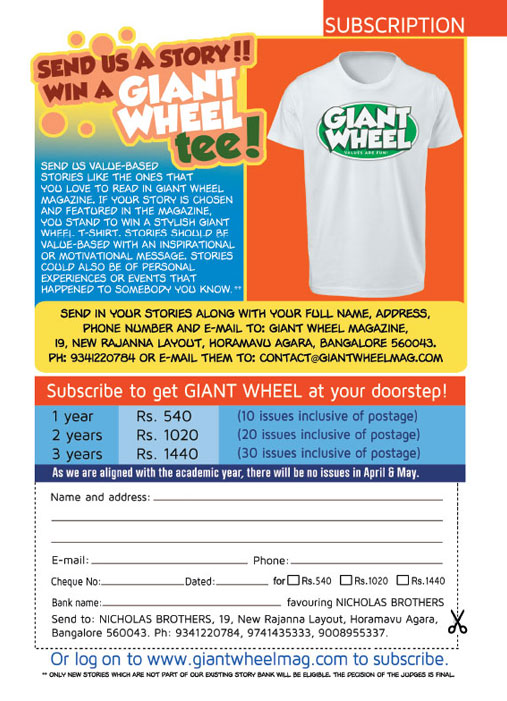 SUBSCRIPTION
SEND US A STORY!!
WIN A GIANT
WHEEL
tee!
GIANT
WHEEL
VALUES ARE FUN!
SEND US VALUE-BASED
STORIES LIKE THE ONES THAT
YOU LOVE TO READ IN GIANT WHEEL
MAGAZINE. IF YOUR STORY IS CHOSEN
AND FEATURED IN THE MAGAZINE,
YOU STAND TO WIN A STYLISH GIANT
WHEEL T-SHIRT. STORIES SHOULD BE
VALUE-BASED WITH AN INSPIRATIONAL
OR MOTIVATIONAL MESSAGE. STORIES
COULD ALSO BE OF PERSONAL
EXPERIENCES OR EVENTS THAT
HAPPENED TO SOMEBODY YOU KNOW.**
SEND IN YOUR STORIES ALONG WITH YOUR FULL NAME, ADDRESS,
PHONE NUMBER AND E-MAIL TO: GIANT WHEEL MAGAZINE,
19, NEW RAJANNA LAYOUT, HORAMAVU AGARA, BANGALORE 560043.
PH: 9341220784 OR E-MAIL THEM TO: CONTACT@GIANTWHEELMAG.COM
Subscribe to get GIANT WHEEL at your doorstep!
1 year Rs. 540 (10 issues inclusive of postage)
2 years Rs. 1020 (20 issues inclusive of postage)
3 years Rs. 1440 (30 issues inclusive of postage)
As we are aligned with the academic year, there will be no issues in April & May.
Name and address:
E-mail: Phone:
Cheque No: Dated: for Rs.540 Rs.1020 Rs.1440
Bank name: favouring NICHOLAS BROTHERS
Send to: NICHOLAS BROTHERS, 19, New Rajanna Layout, Horamavu Agara,
Bangalore 560043. Ph: 9341220784, 9741435333, 9008955337.
Or log on to www.giantwheelmag.com to subscribe.
** ONLY NEW STORIES WHICH ARE NOT PART OF OUR EXISTING STORY BANK WILL BE ELIGIBLE. THE DECISION OF THE JUDGES IS FINAL.